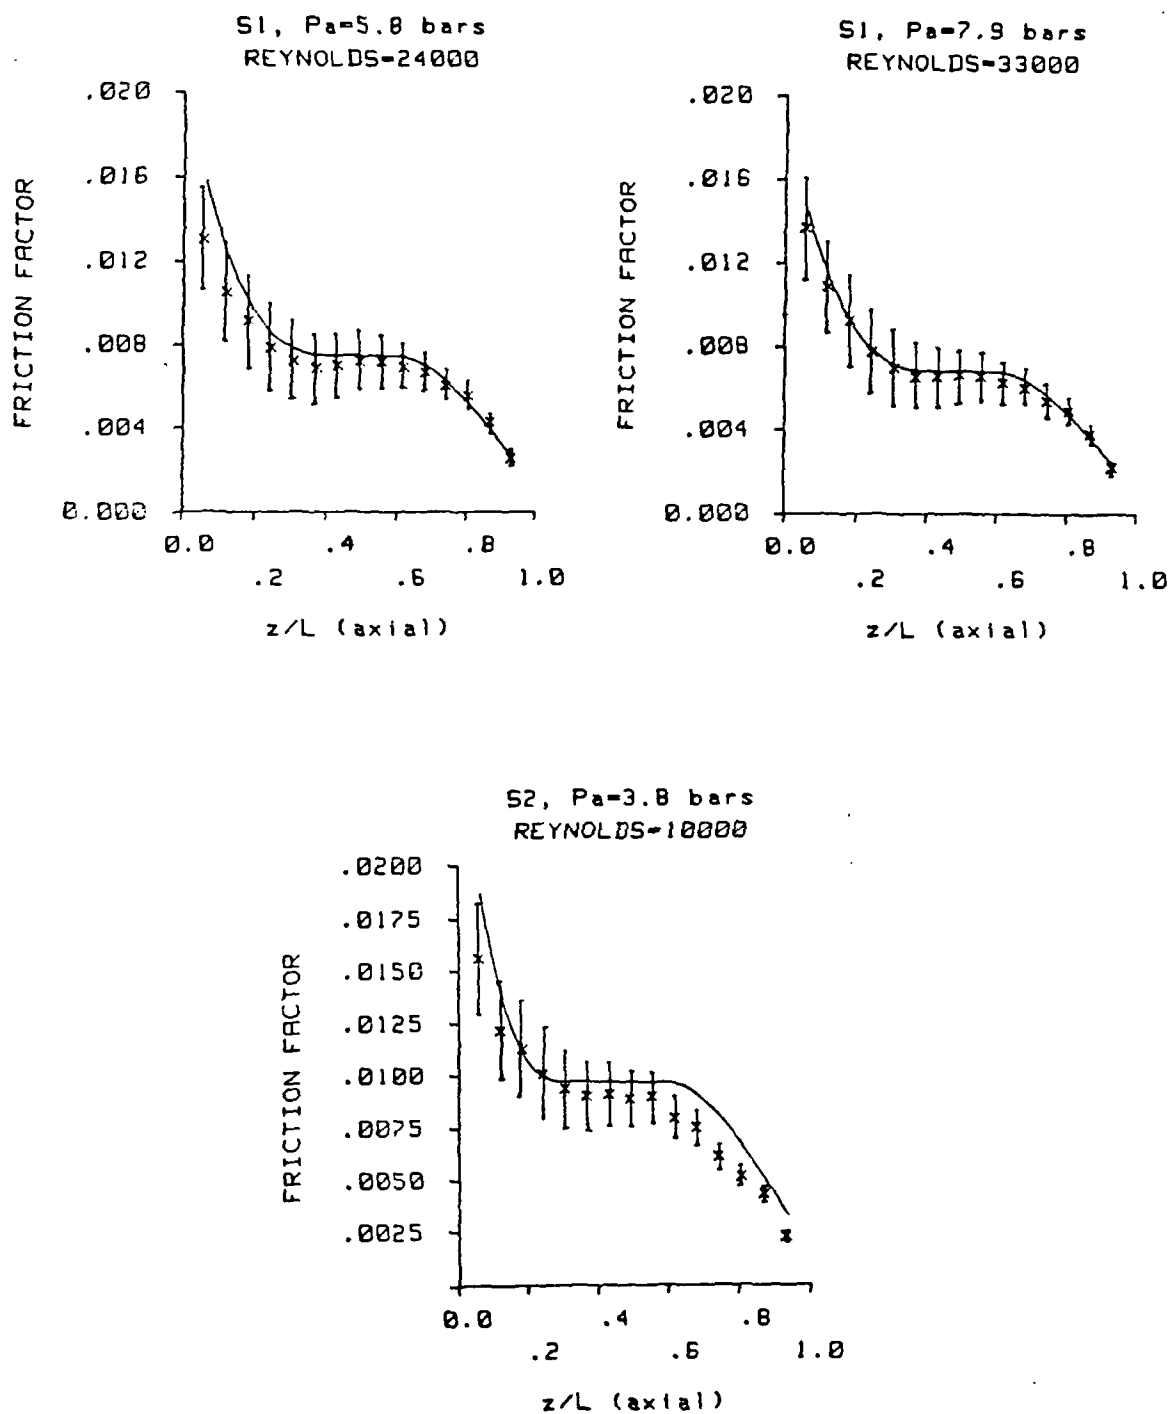 S1, Pa=5.8 bars
REYNOLDS=24000
.020
.016
.012
.008
.004
0.000
FRICTION FACTOR
0.0 .4 .8
.2 .6 1.0
z/L (axial)
S1, Pa=7.9 bars
REYNOLDS=33000
.020
.016
.012
.008
.004
0.000
FRICTION FACTOR
0.0 .4 .8
.2 .6 1.0
z/L (axial)
S2, Pa=3.8 bars
REYNOLDS=10000
.0200
.0175
.0150
.0125
.0100
.0075
.0050
.0025
FRICTION FACTOR
0.0 .4 .8
.2 .6 1.0
z/L (axial)